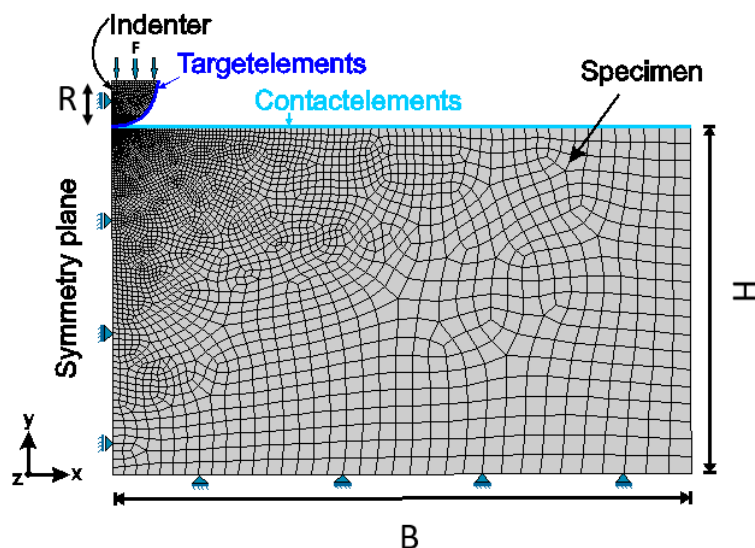 Indenter
F
Targetelements
R
Contactelements
Specimen
Symmetry plane
H
y
z
x
B